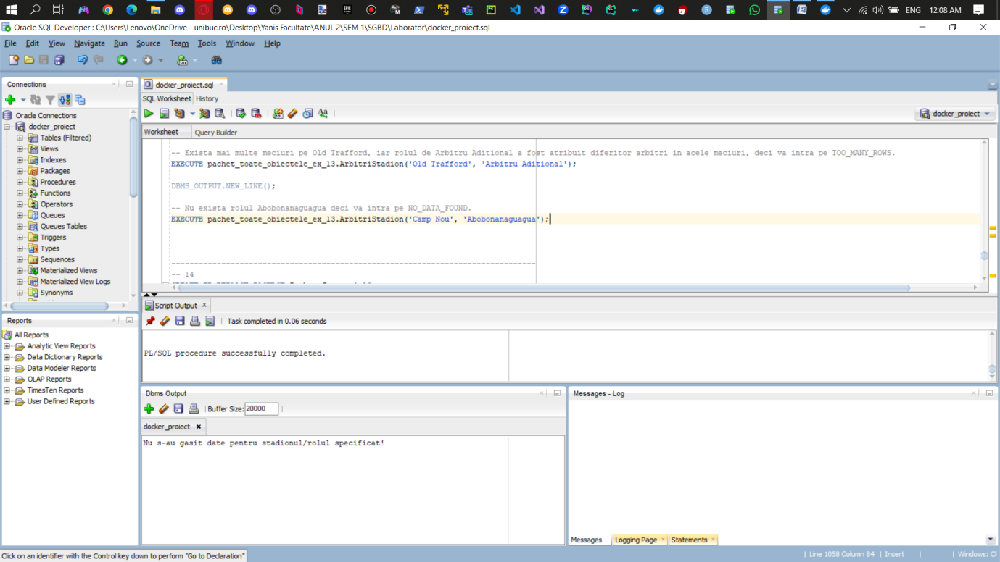 ENG 12:08 AM
Oracle SQL Developer : C:\Users\Lenovo\OneDrive - unibuc.ro\Desktop\Yanis Facultate\ANUL 2\SEM 1\SGBD\Laborator\docker_proiect.sql
File Edit View Navigate Run Source Team Tools Window Help
Connections
docker_proiect.sql
SQL Worksheet History
Oracle Connections
docker_proiect
Tables (Filtered)
Views
Indexes
Packages
Procedures
Functions
Operators
Queues
Queues Tables
Triggers
Types
Sequences
Materialized Views
Materialized View Logs
Synonyms
docker_proiect
Worksheet Query Builder
-- Exista mai multe meciuri pe Old Trafford, iar rolul de Arbitru Aditional a fost atribuit diferitor arbitri in acele meciuri, deci va intra pe TOO_MANY_ROWS.
EXECUTE pachet_toate_obiectele_ex_13.ArbitriStadion('Old Trafford', 'Arbitru Aditional');
DBMS_OUTPUT.NEW_LINE();
-- Nu exista rolul Abobonanaguagua deci va intra pe NO_DATA_FOUND.
EXECUTE pachet_toate_obiectele_ex_13.ArbitriStadion('Camp Nou', 'Abobonanaguagua');
--------------------------------------------------------------------------------
-- 14
Script Output
Task completed in 0.06 seconds
PL/SQL procedure successfully completed.
Reports
All Reports
Analytic View Reports
Data Dictionary Reports
Data Modeler Reports
OLAP Reports
TimesTen Reports
User Defined Reports
Dbms Output
Buffer Size: 20000
docker_proiect
Nu s-au gasit date pentru stadionul/rolul specificat!
Messages - Log
Messages Logging Page Statements
Click on an identifier with the Control key down to perform "Go to Declaration"
Line 1058 Column 84 Insert Windows: Cl